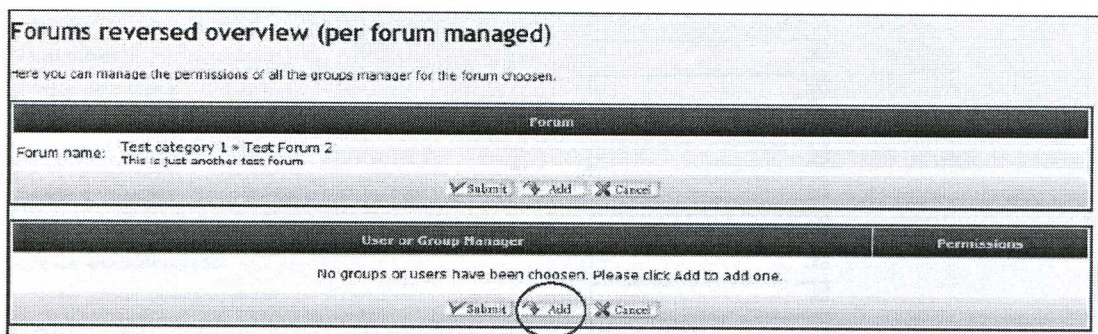 Forums reversed overview (per forum managed)
Here you can manage the permissions of all the groups manager for the forum choosen.
Forum
Forum name: Test category 1 » Test Forum 2
This is just another test forum
Submit Add Cancel
User or Group Manager Permissions
No groups or users have been choosen. Please click Add to add one.
Submit Add Cancel